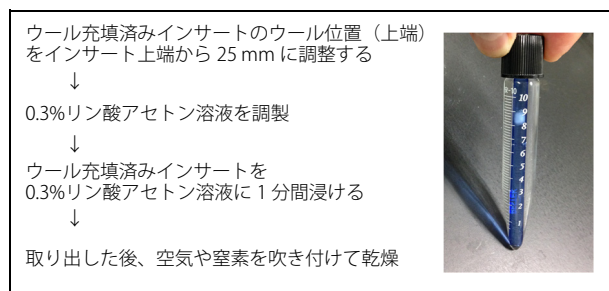 ウール充填済みインサートのウール位置（上端）
をインサート上端から 25 mm に調整する
↓
0.3%リン酸アセトン溶液を調製
↓
ウール充填済みインサートを
0.3%リン酸アセトン溶液に 1 分間浸ける
↓
取り出した後、空気や窒素を吹き付けて乾燥
10
9
8
7
6
5
4
3
2
1